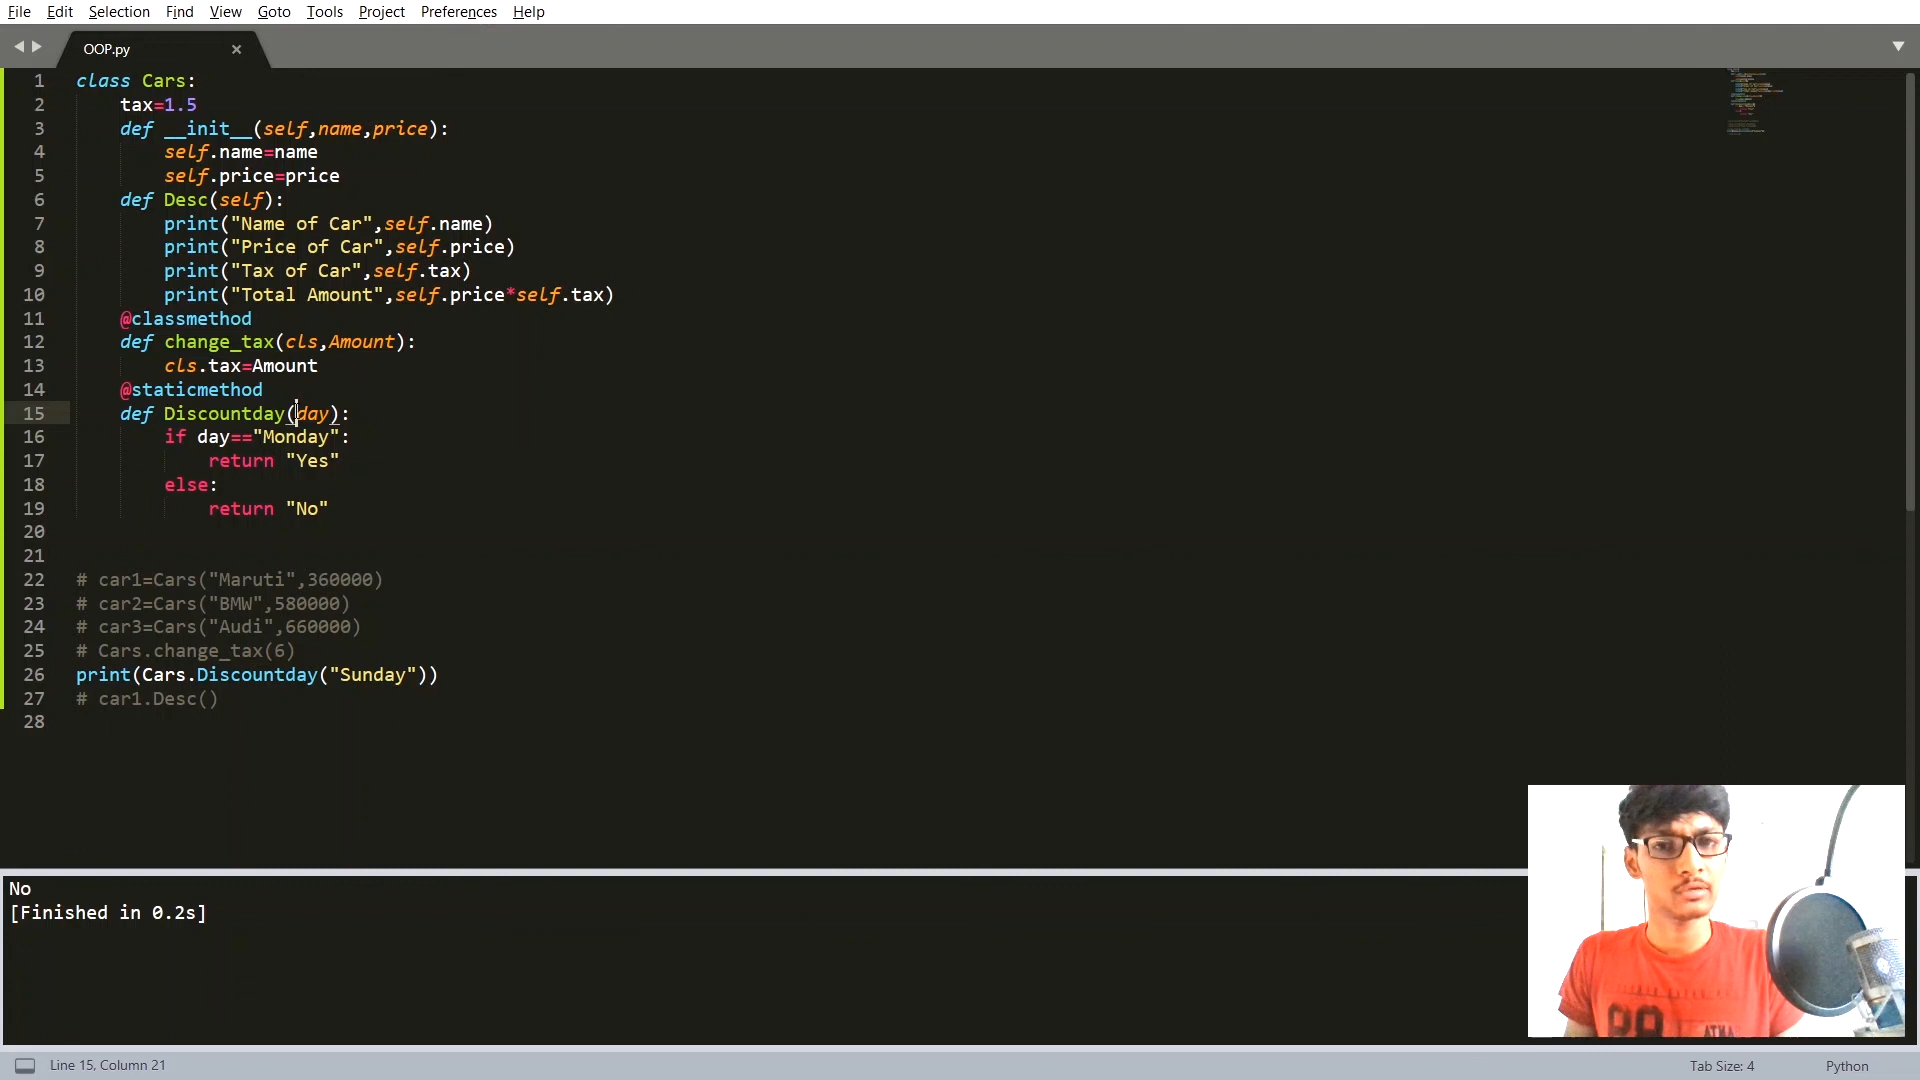 File Edit Selection Find View Goto Tools Project Preferences Help
OOP.py
1 class Cars:
2 tax=1.5
3 def __init__(self,name,price):
4 self.name=name
5 self.price=price
6 def Desc(self):
7 print("Name of Car",self.name)
8 print("Price of Car",self.price)
9 print("Tax of Car",self.tax)
10 print("Total Amount",self.price*self.tax)
11 @classmethod
12 def change_tax(cls,Amount):
13 cls.tax=Amount
14 @staticmethod
15 def Discountday(day):
16 if day=="Monday":
17 return "Yes"
18 else:
19 return "No"
20
21
22 # car1=Cars("Maruti",360000)
23 # car2=Cars("BMW",580000)
24 # car3=Cars("Audi",660000)
25 # Cars.change_tax(6)
26 print(Cars.Discountday("Sunday"))
27 # car1.Desc()
28
No
[Finished in 0.2s]
Line 15, Column 21
Tab Size: 4 Python